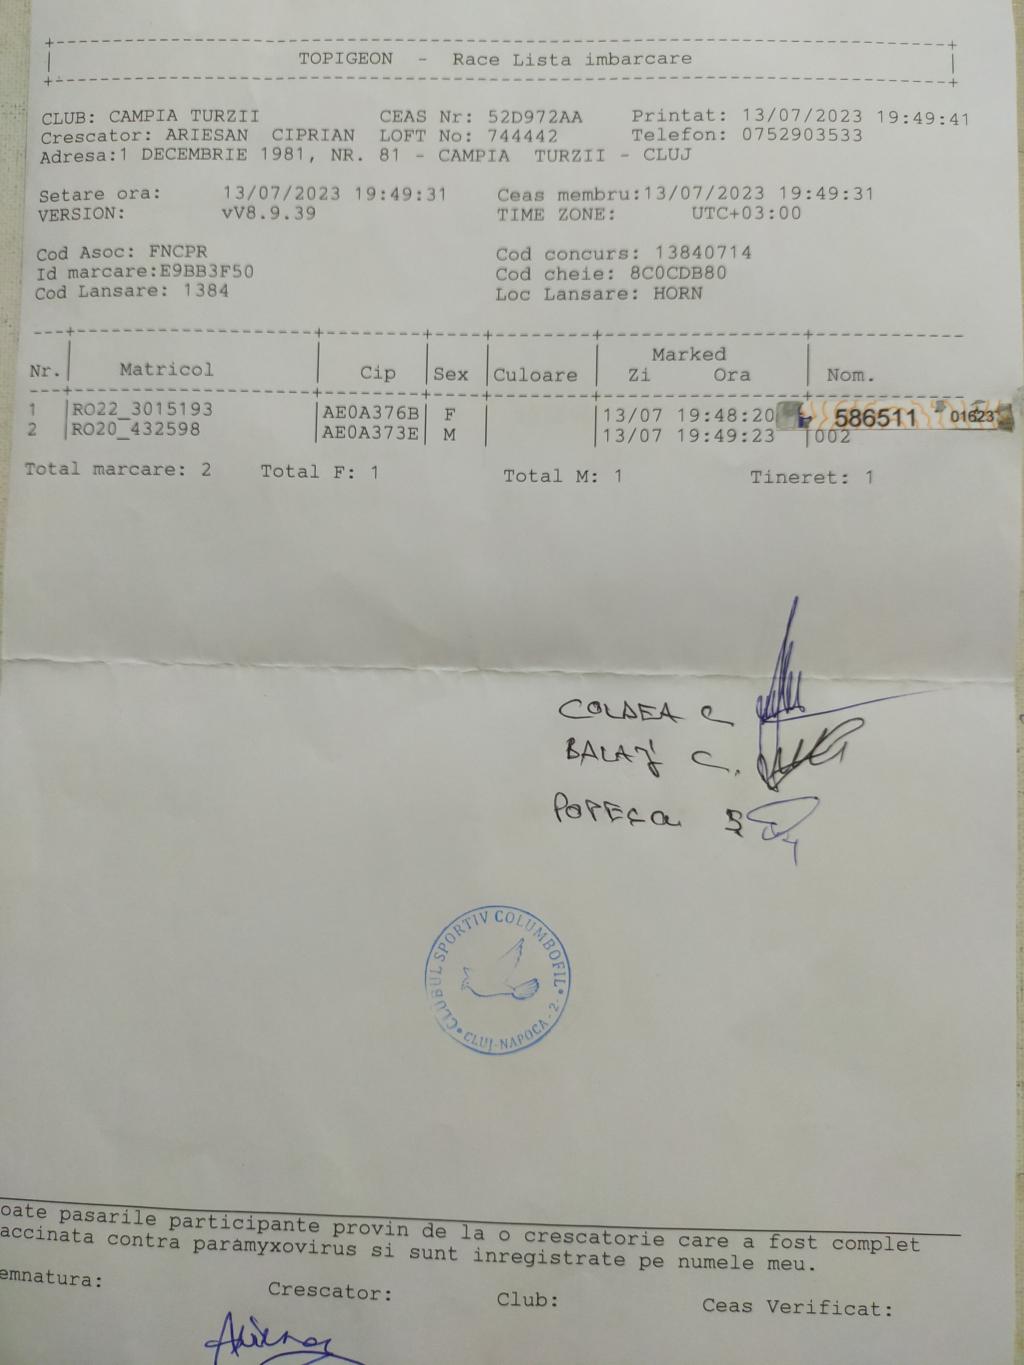 TOPIGEON - Race Lista imbarcare
CLUB: CAMPIA TURZII CEAS Nr: 52D972AA Printat: 13/07/2023 19:49:41
Crescator: ARIESAN CIPRIAN LOFT No: 744442 Telefon: 0752903533
Adresa:1 DECEMBRIE 1981, NR. 81 - CAMPIA TURZII - CLUJ
Setare ora: 13/07/2023 19:49:31 Ceas membru:13/07/2023 19:49:31
VERSION: vV8.9.39 TIME ZONE: UTC+03:00
Cod Asoc: FNCPR Cod concurs: 13840714
Id marcare:E9BB3F50 Cod cheie: 8C0CDB80
Cod Lansare: 1384 Loc Lansare: HORN
Marked
Nr. Matricol Cip Sex Culoare Zi Ora Nom.
1 RO22_3015193 AE0A376B F 13/07 19:48:20 586511 01623
2 RO20_432598 AE0A373E M 13/07 19:49:23 002
Total marcare: 2 Total F: 1 Total M: 1 Tineret: 1
COLDEA C
BALAJ C.
POPESCU
CLUBUL SPORTIV COLUMBOFIL
CLUJ-NAPOCA - 2 -
oate pasarile participante provin de la o crescatorie care a fost complet
accinata contra paramyxovirus si sunt inregistrate pe numele meu.
emnatura: Crescator: Club: Ceas Verificat: